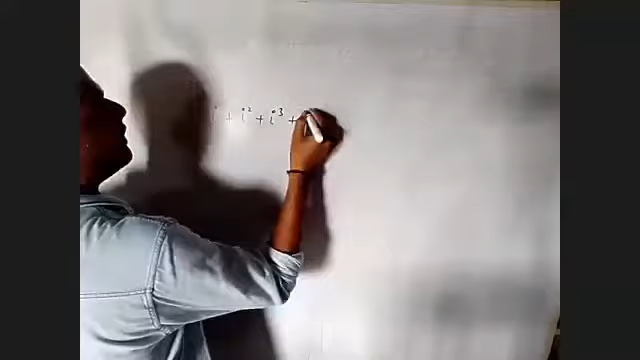 i + i² + i³ +